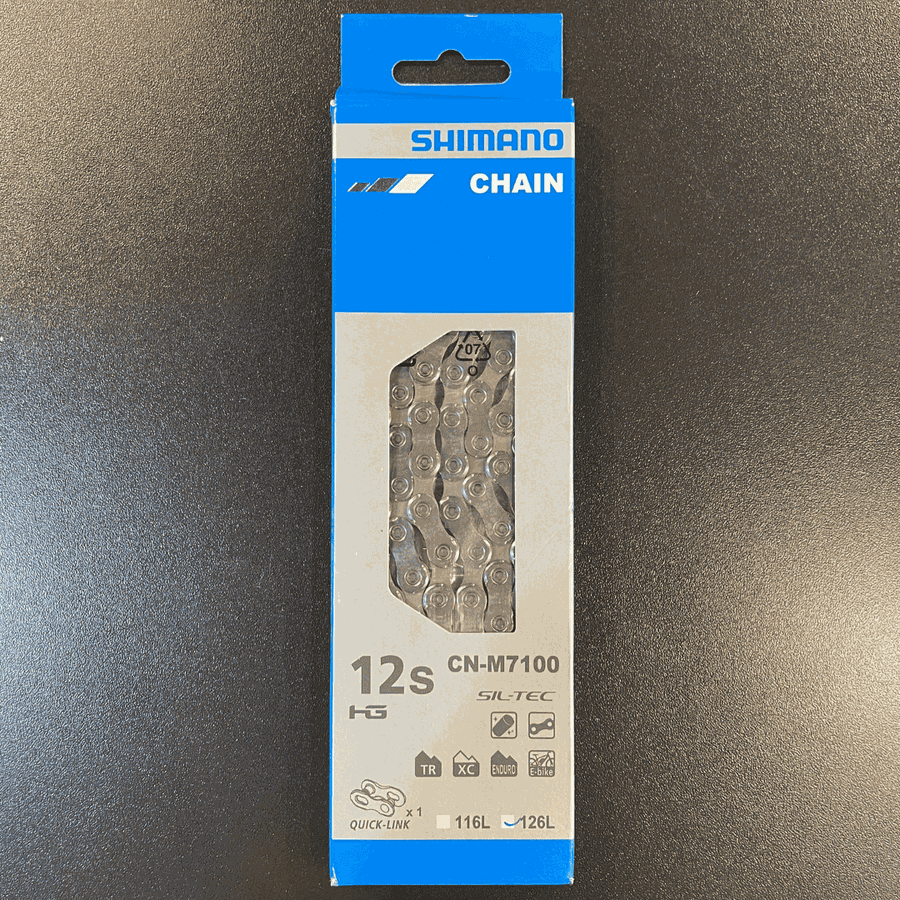 SHIMANO
CHAIN
07
12s
CN-M7100
SIL-TEC
HG
TR
XC
ENDURO
E-bike
x 1
QUICK-LINK
116L
126L